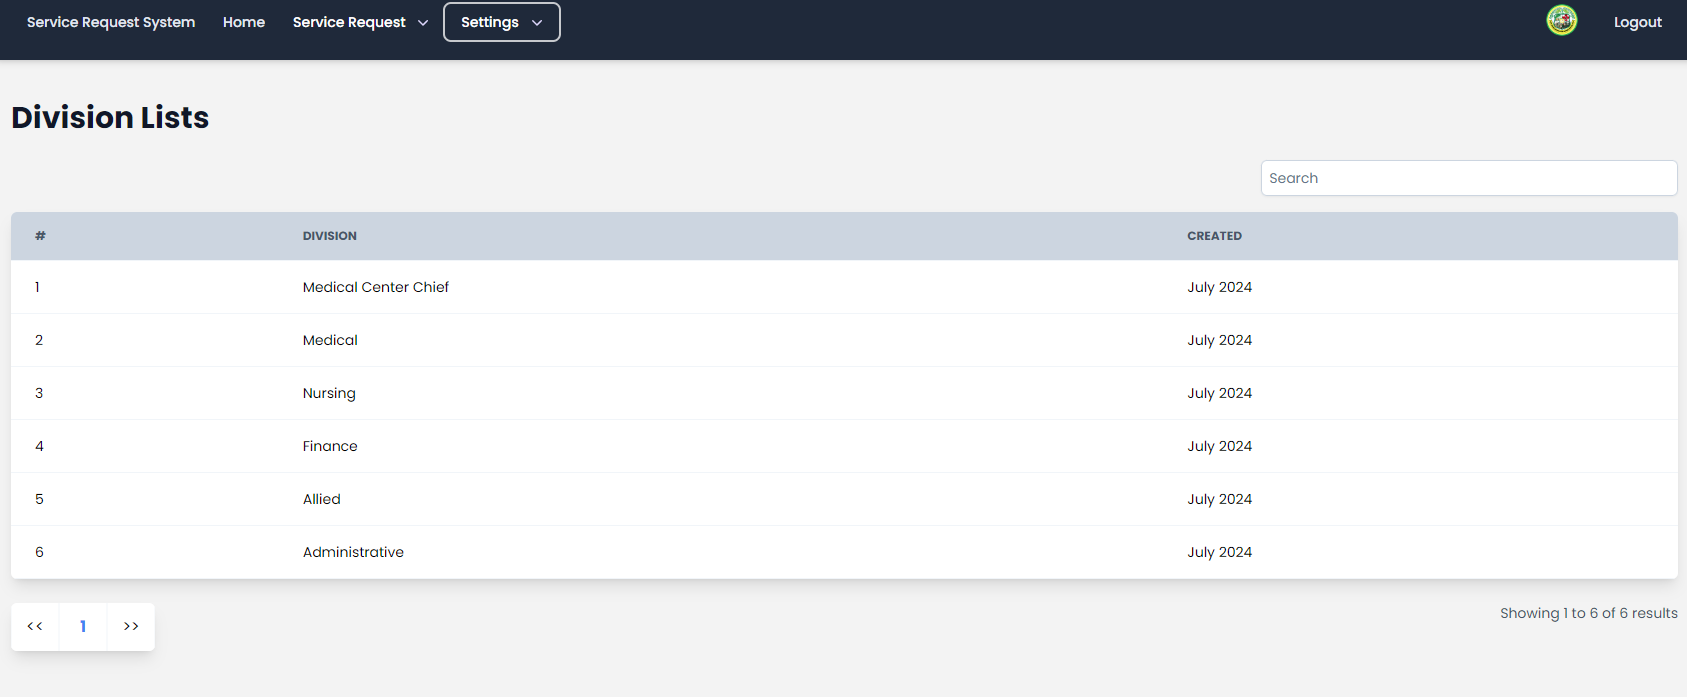 Service Request System Home Service Request Settings Logout
Division Lists
Search
# DIVISION CREATED
1 Medical Center Chief July 2024
2 Medical July 2024
3 Nursing July 2024
4 Finance July 2024
5 Allied July 2024
6 Administrative July 2024
<< 1 >>
Showing 1 to 6 of 6 results